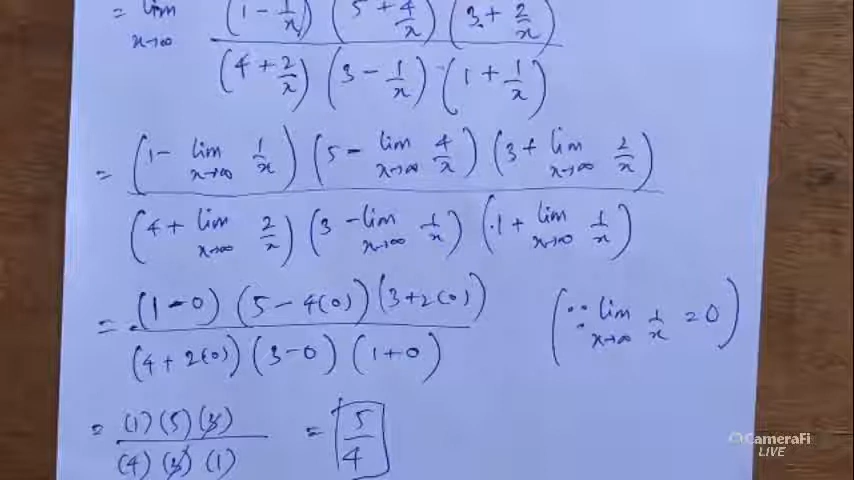 = lim x→∞ (1 - 1/x) (5 + 4/x) (3 + 2/x) / (4 + 2/x) (3 - 1/x) (1 + 1/x)
= (1 - lim x→∞ 1/x) (5 - lim x→∞ 4/x) (3 + lim x→∞ 2/x) / (4 + lim x→∞ 2/x) (3 - lim x→∞ 1/x) (1 + lim x→∞ 1/x)
= (1 - 0) (5 - 4(0)) (3 + 2(0)) / (4 + 2(0)) (3 - 0) (1 + 0) (∵ lim x→∞ 1/x = 0)
= (1) (5) (3) / (4) (3) (1) = 5/4
CameraFi
LIVE